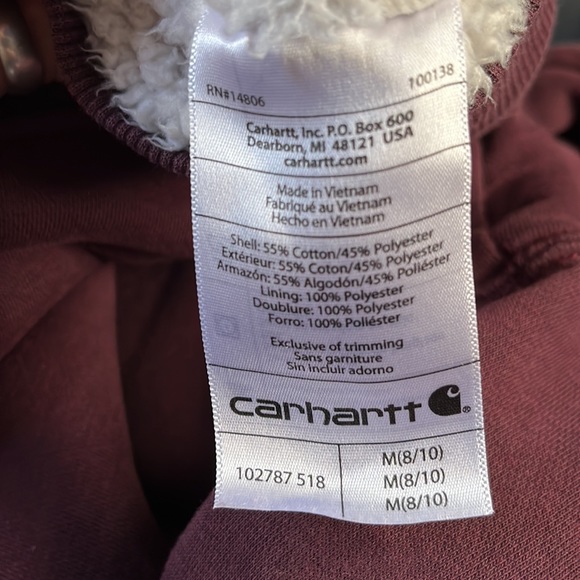 RN#14806 100138
Carhartt, Inc. P.O. Box 600
Dearborn, MI 48121 USA
carhartt.com
Made in Vietnam
Fabriqué au Vietnam
Hecho en Vietnam
Shell: 55% Cotton/45% Polyester
Extérieur: 55% Coton/45% Polyester
Armazón: 55% Algodón/45% Poliéster
Lining: 100% Polyester
Doublure: 100% Polyester
Forro: 100% Poliéster
Exclusive of trimming
Sans garniture
Sin incluir adorno
carhartt
102787 518
M(8/10)
M(8/10)
M(8/10)